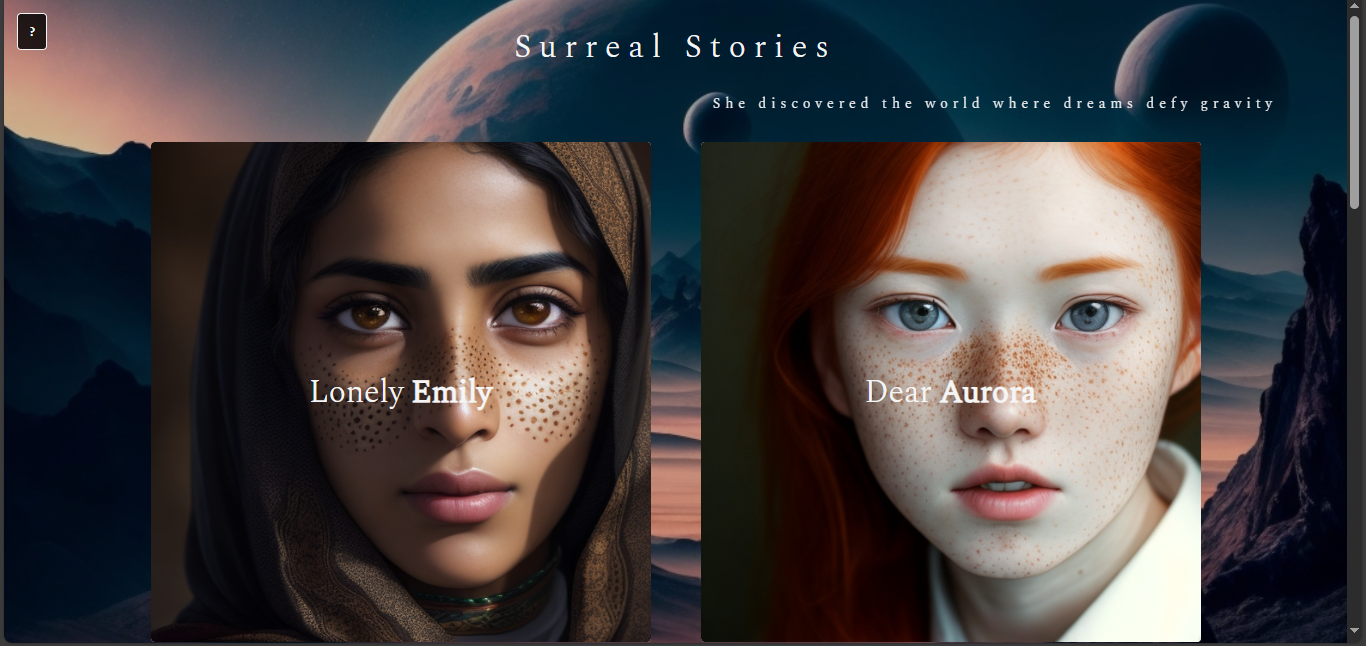 ?
Surreal Stories
She discovered the world where dreams defy gravity
Lonely Emily
Dear Aurora